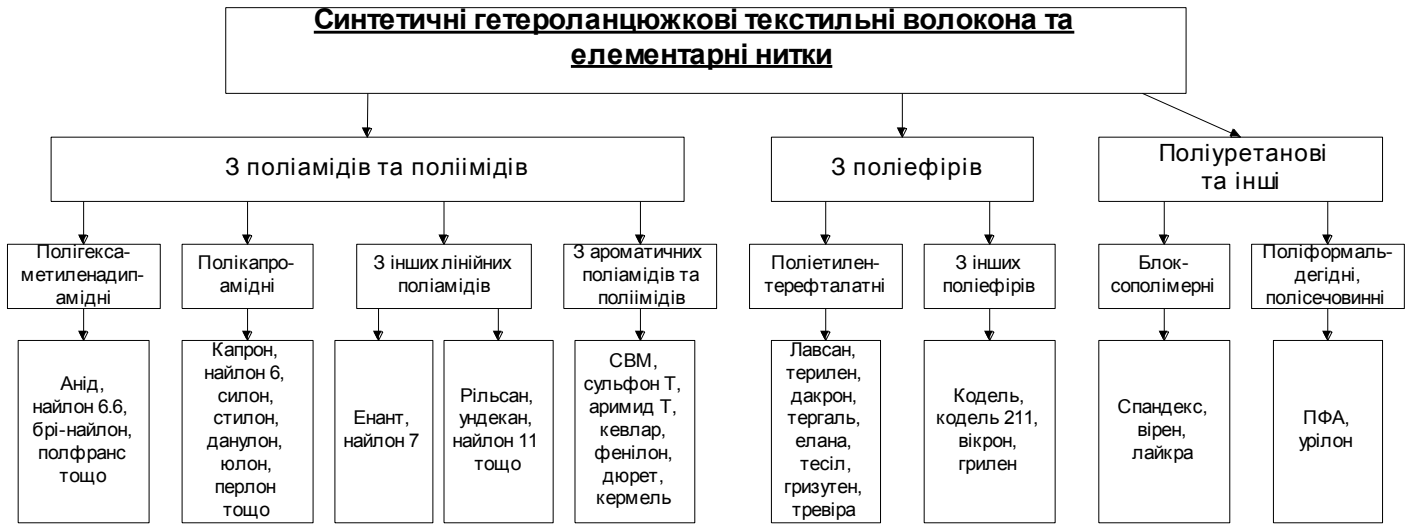 Синтетичні гетероланцюжкові текстильні волокона та
елементарні нитки
З поліамідів та поліімідів
З поліефірів
Поліуретанові
та інші
Полігекса-
метиленадип-
амідні
Полікапро-
амідні
З інших лінійних
поліамідів
З ароматичних
поліамідів та
поліімідів
Поліетилен-
терефталатні
З інших
поліефірів
Блок-
сополімерні
Поліформаль-
дегідні,
полісечовинні
Анід,
найлон 6.6,
брі-найлон,
полфранс
тощо
Капрон,
найлон 6,
силон,
стилон,
данулон,
юлон,
перлон
тощо
Енант,
найлон 7
Рільсан,
ундекан,
найлон 11
тощо
СВМ,
сульфон Т,
аримид Т,
кевлар,
фенілон,
дюрет,
кермель
Лавсан,
терилен,
дакрон,
тергаль,
елана,
тесіл,
гризутен,
тревіра
Кодель,
кодель 211,
вікрон,
грилен
Спандекс,
вірен,
лайкра
ПФА,
урілон